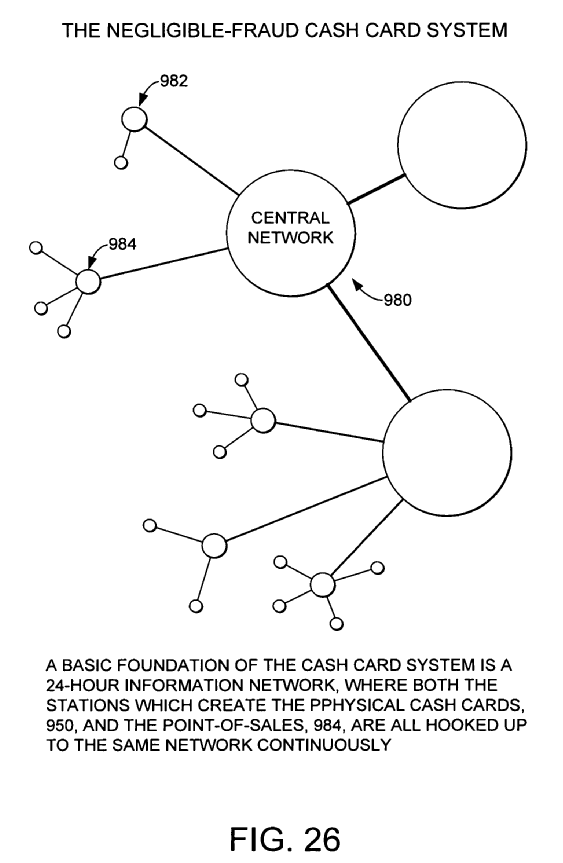 THE NEGLIGIBLE-FRAUD CASH CARD SYSTEM
982
CENTRAL
NETWORK
984
980
A BASIC FOUNDATION OF THE CASH CARD SYSTEM IS A
24-HOUR INFORMATION NETWORK, WHERE BOTH THE
STATIONS WHICH CREATE THE PPHYSICAL CASH CARDS,
950, AND THE POINT-OF-SALES, 984, ARE ALL HOOKED UP
TO THE SAME NETWORK CONTINUOUSLY
FIG. 26